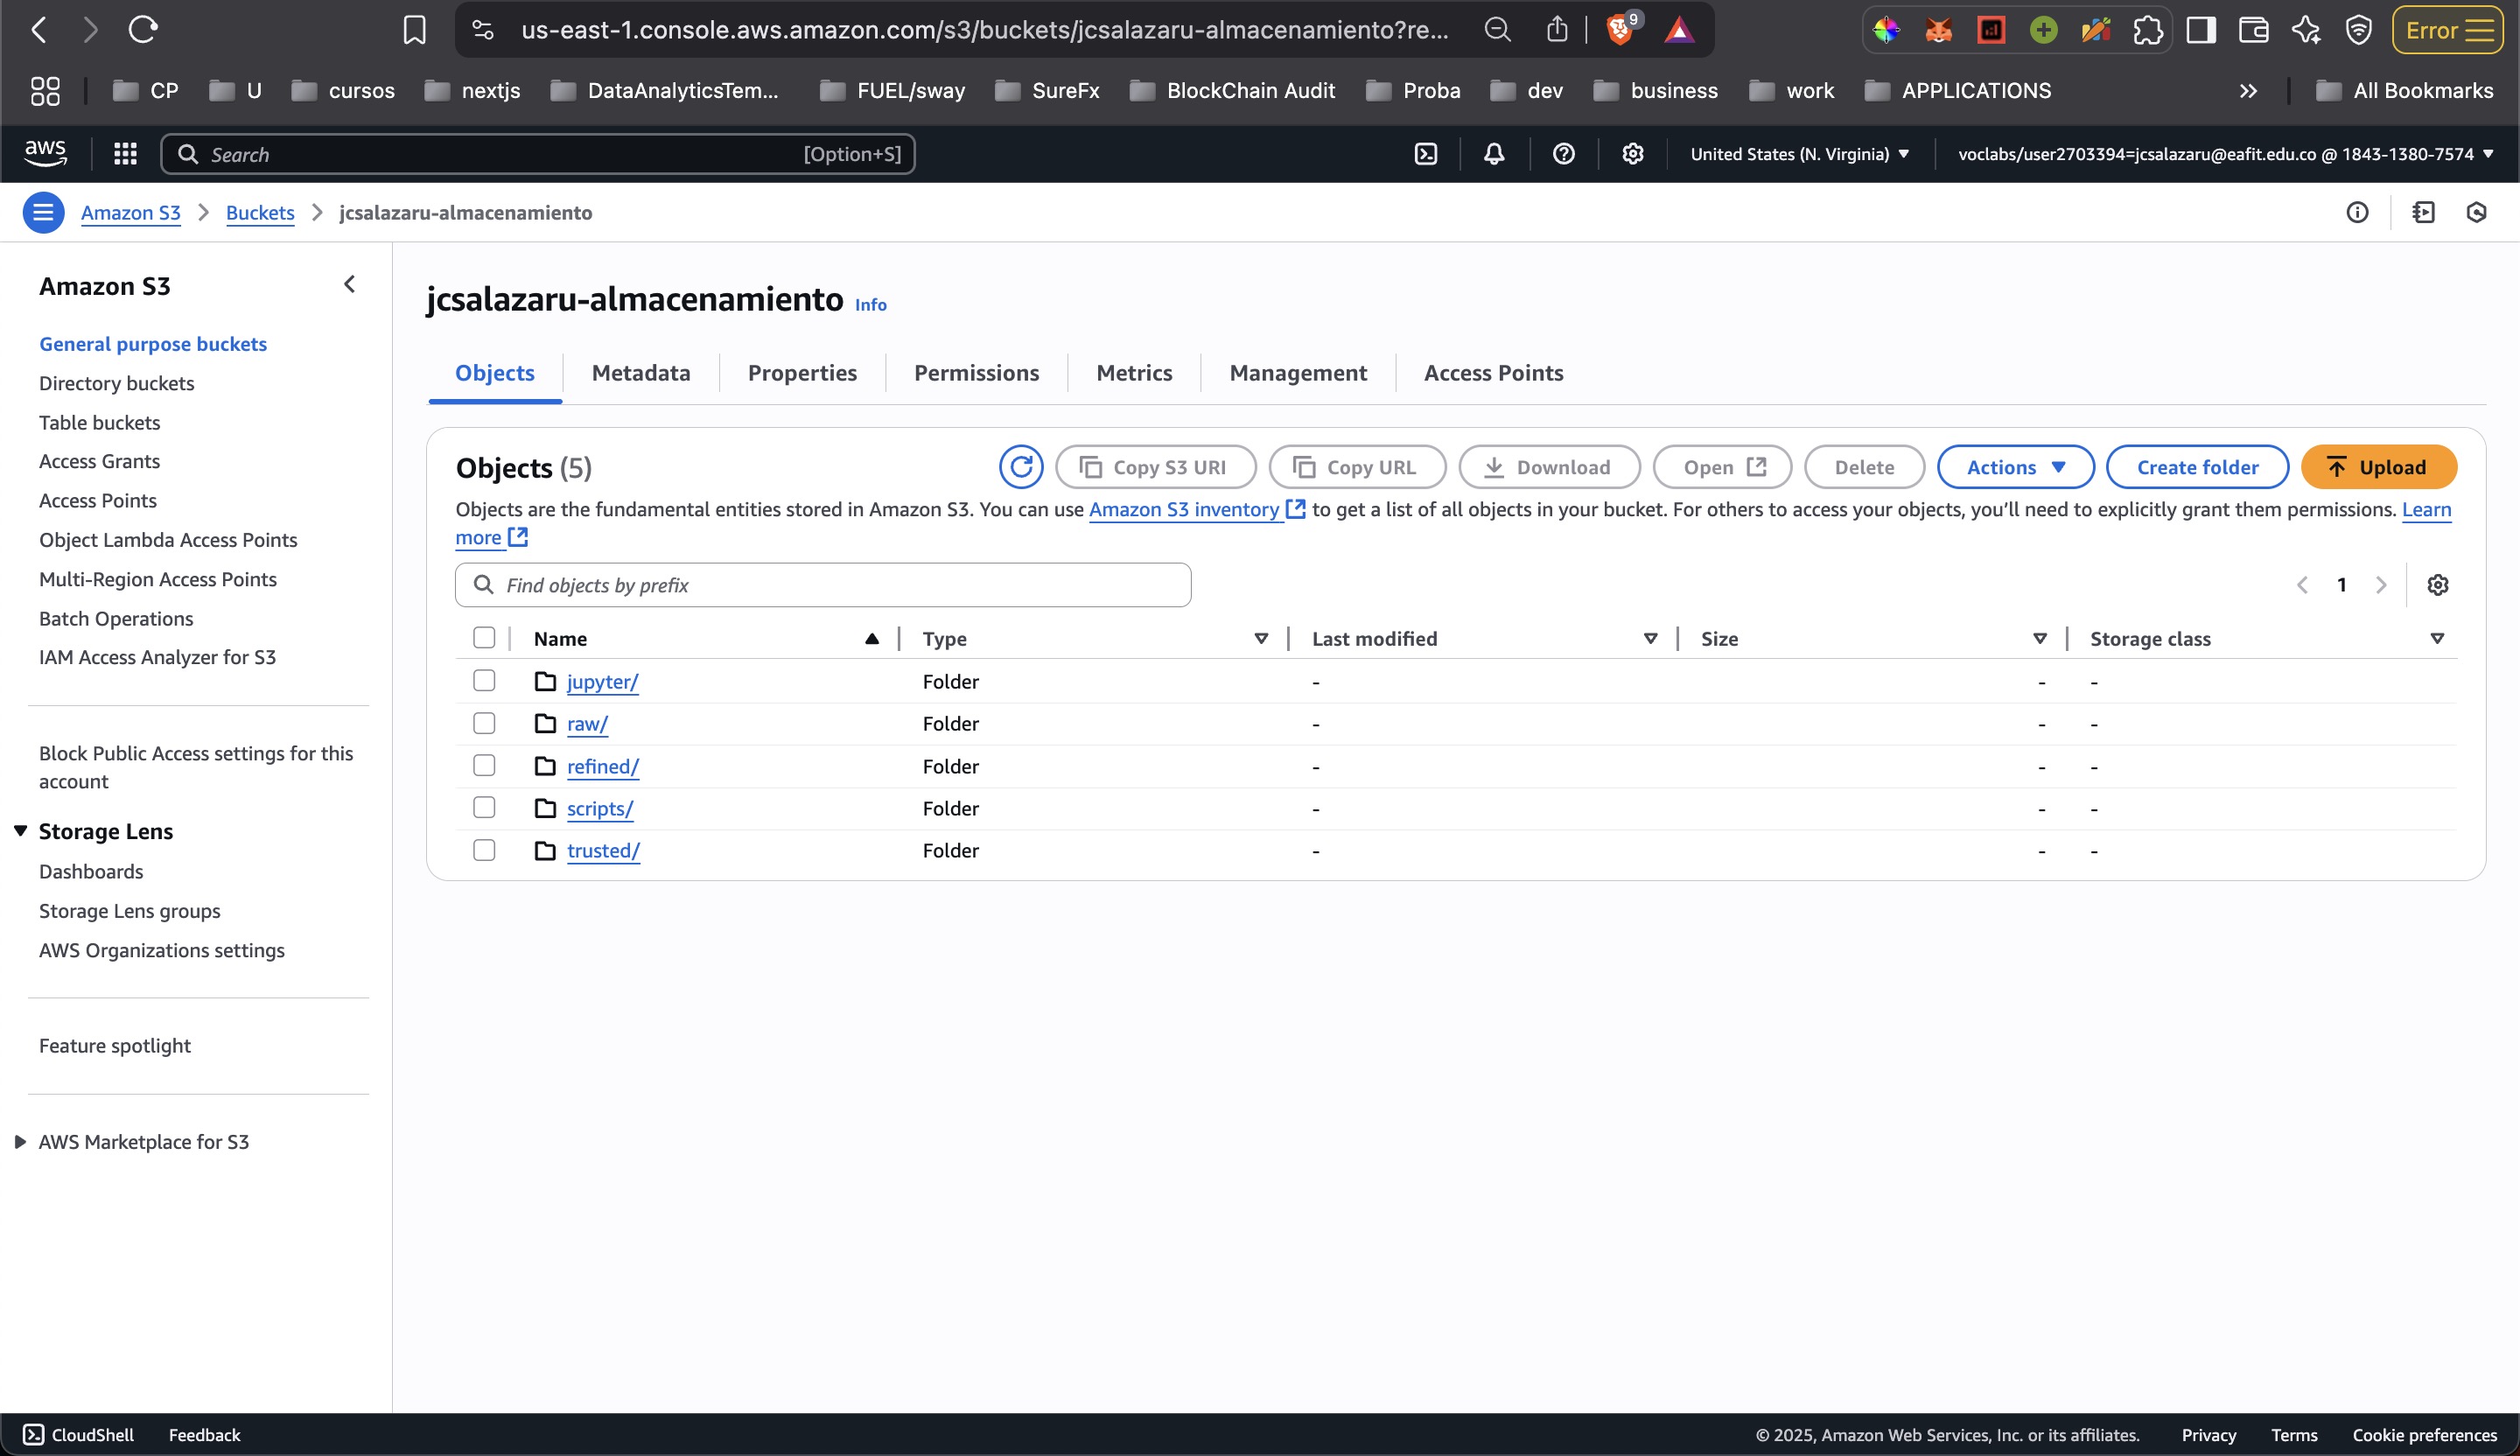 us-east-1.console.aws.amazon.com/s3/buckets/jcsalazaru-almacenamiento?re...
9
Error
CP
U
cursos
nextjs
DataAnalyticsTem...
FUEL/sway
SureFx
BlockChain Audit
Proba
dev
business
work
APPLICATIONS
»
All Bookmarks
aws
Search
[Option+S]
United States (N. Virginia)
voclabs/user2703394=jcsalazaru@eafit.edu.co @ 1843-1380-7574
Amazon S3
Buckets
jcsalazaru-almacenamiento
Amazon S3
General purpose buckets
Directory buckets
Table buckets
Access Grants
Access Points
Object Lambda Access Points
Multi-Region Access Points
Batch Operations
IAM Access Analyzer for S3
Block Public Access settings for this
account
Storage Lens
Dashboards
Storage Lens groups
AWS Organizations settings
Feature spotlight
AWS Marketplace for S3
jcsalazaru-almacenamiento Info
Objects
Metadata
Properties
Permissions
Metrics
Management
Access Points
Objects (5)
Copy S3 URI
Copy URL
Download
Open
Delete
Actions
Create folder
Upload
Objects are the fundamental entities stored in Amazon S3. You can use Amazon S3 inventory to get a list of all objects in your bucket. For others to access your objects, you’ll need to explicitly grant them permissions. Learn
more
Find objects by prefix
1
Name Type Last modified Size Storage class
jupyter/ Folder - - -
raw/ Folder - - -
refined/ Folder - - -
scripts/ Folder - - -
trusted/ Folder - - -
CloudShell
Feedback
© 2025, Amazon Web Services, Inc. or its affiliates.
Privacy
Terms
Cookie preferences